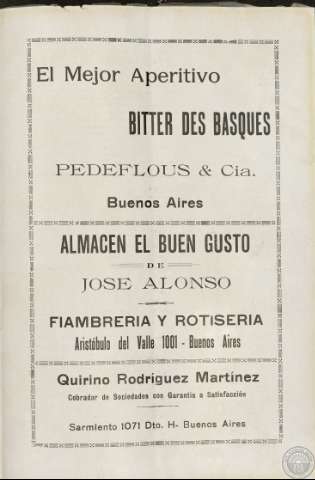 El Mejor Aperitivo
BITTER DES BASQUES
PEDEFLOUS & Cia.
Buenos Aires
ALMACEN EL BUEN GUSTO
DE
JOSE ALONSO
FIAMBRERIA Y ROTISERIA
Aristóbulo del Valle 1001 - Buenos Aires
Quirino Rodriguez Martínez
Cobrador de Sociedades con Garantía a Satisfacción
Sarmiento 1071 Dto. H- Buenos Aires